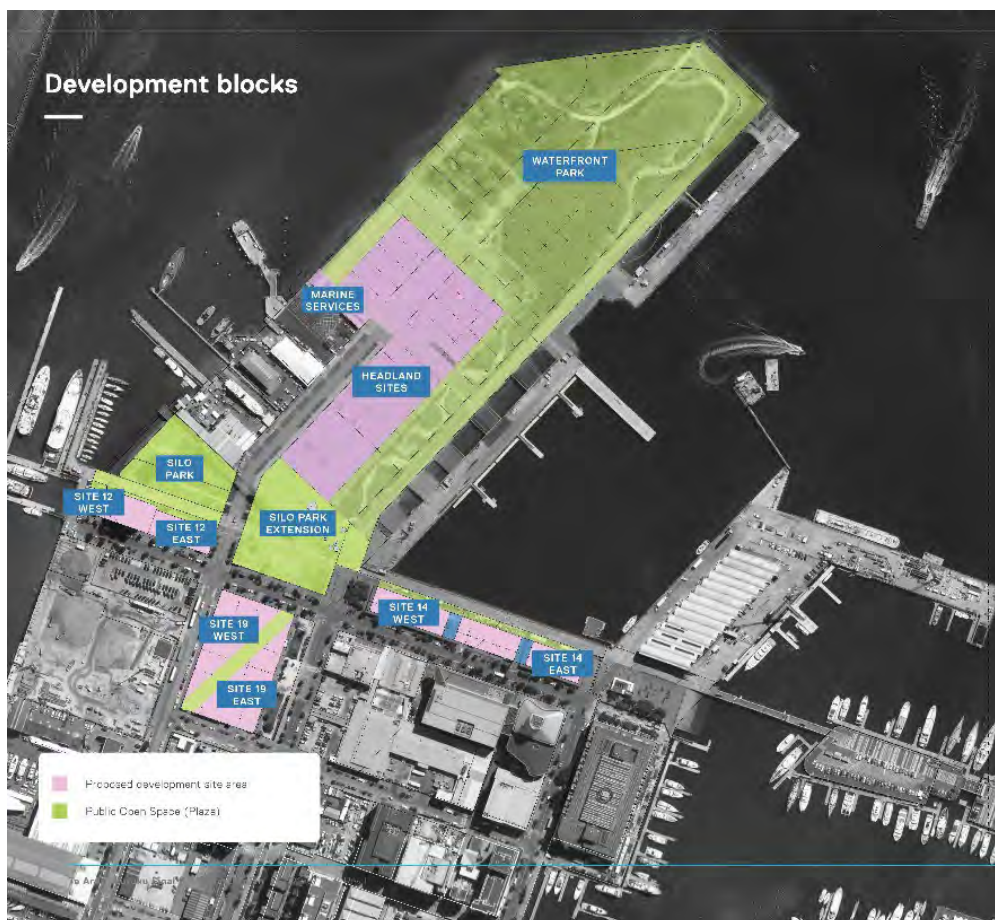 Development blocks
WATERFRONT
PARK
MARINE
SERVICES
HEADLAND
SITES
SILO
PARK
SITE 12
WEST
SITE 12
EAST
SILO PARK
EXTENSION
SITE 14
WEST
SITE 14
EAST
SITE 19
WEST
SITE 19
EAST
Proposed development site area
Public Open Space (Plaza)